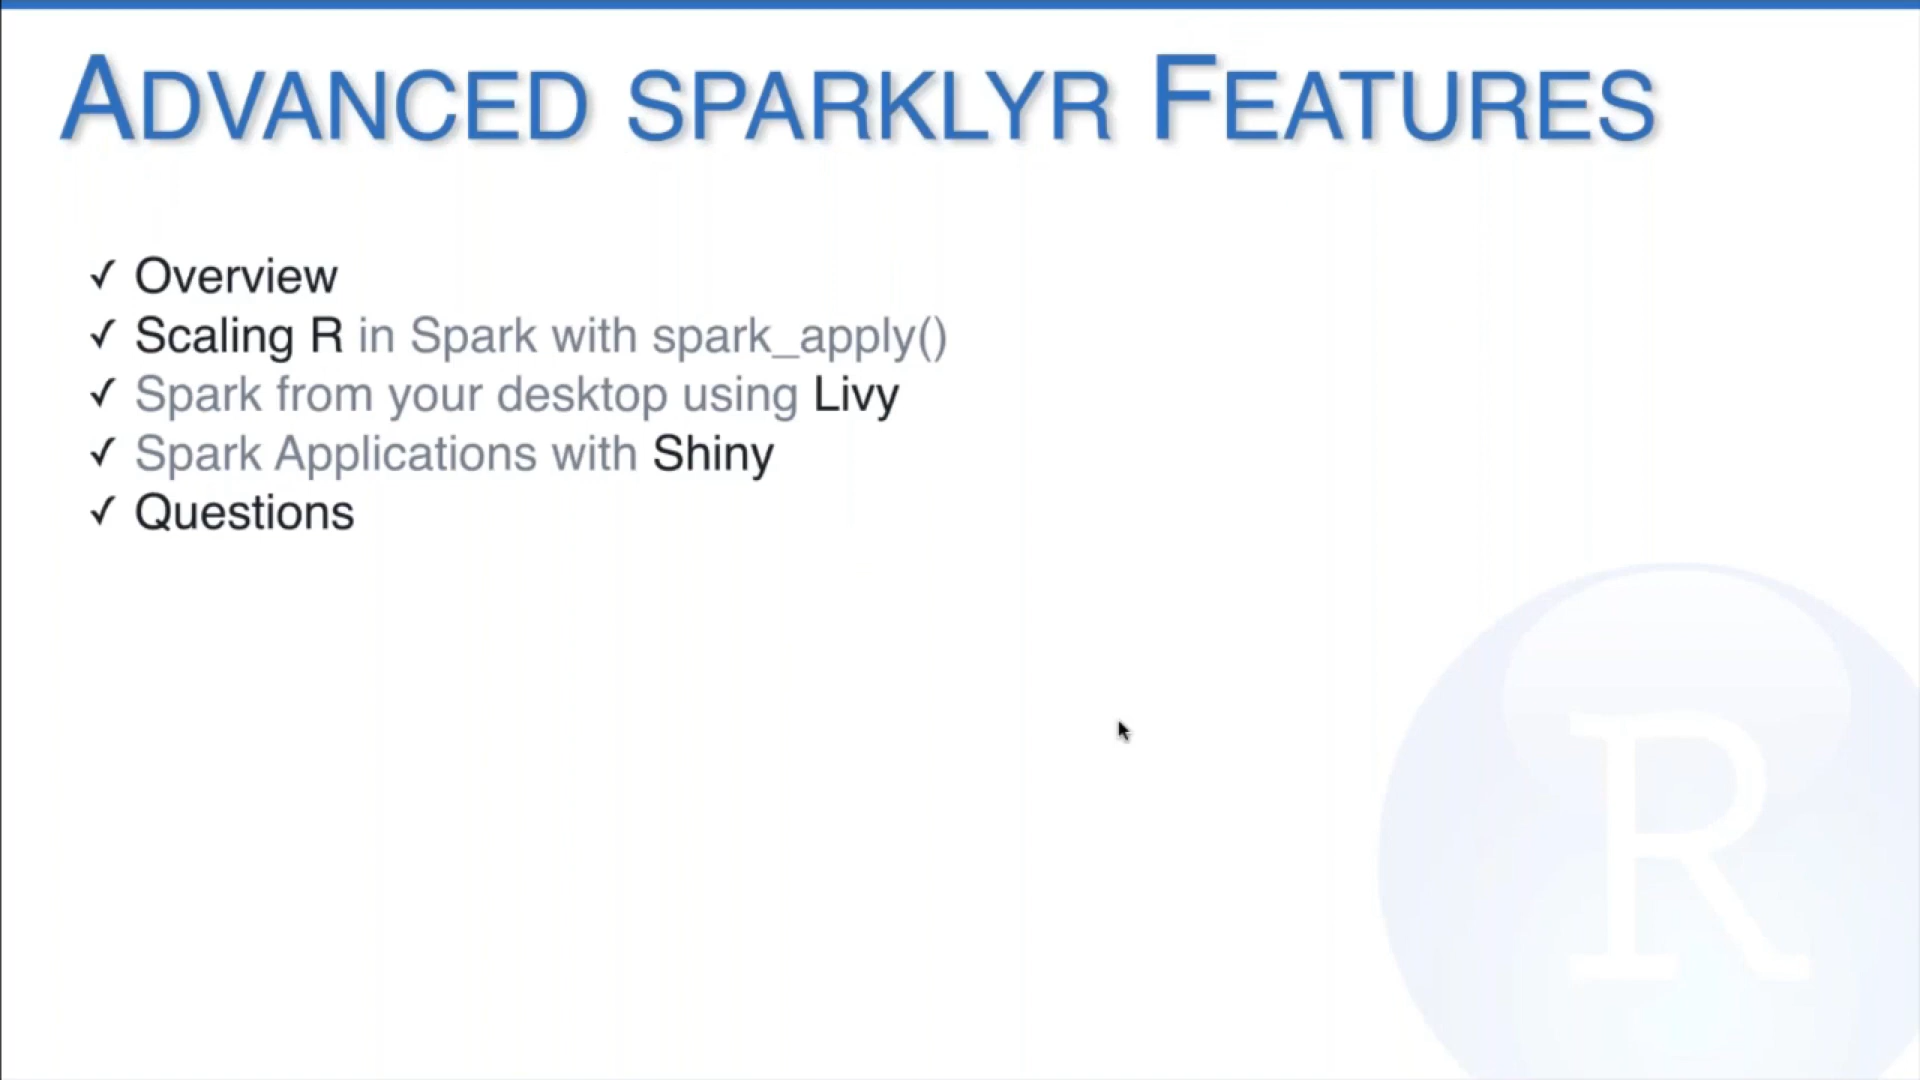 ADVANCED SPARKLYR FEATURES
✓ Overview
✓ Scaling R in Spark with spark_apply()
✓ Spark from your desktop using Livy
✓ Spark Applications with Shiny
✓ Questions
R